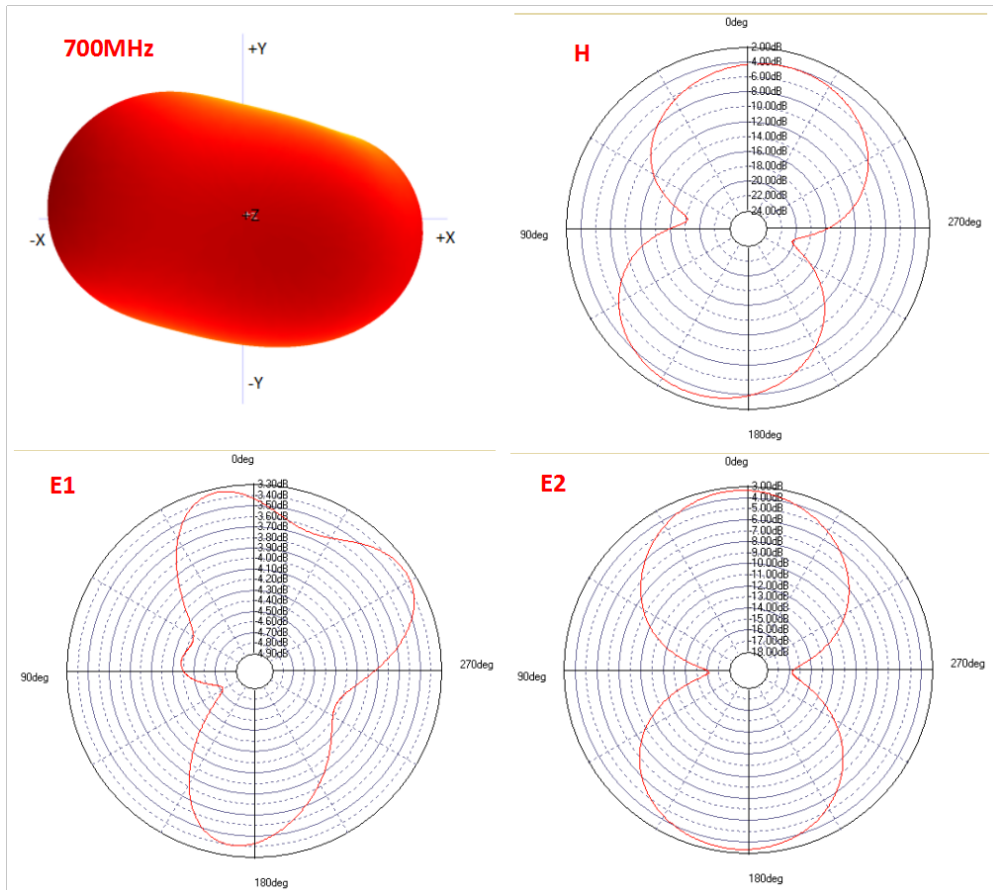 700MHz
+Y
-X
+Z
+X
-Y
H
0deg
2.00dB
4.00dB
6.00dB
8.00dB
10.00dB
12.00dB
14.00dB
16.00dB
18.00dB
20.00dB
22.00dB
24.00dB
90deg
270deg
180deg
E1
0deg
3.30dB
3.40dB
3.50dB
3.60dB
3.70dB
3.80dB
3.90dB
4.00dB
4.10dB
4.20dB
4.30dB
4.40dB
4.50dB
4.60dB
4.70dB
4.80dB
4.90dB
90deg
270deg
180deg
E2
0deg
3.00dB
4.00dB
5.00dB
6.00dB
7.00dB
8.00dB
9.00dB
10.00dB
11.00dB
12.00dB
13.00dB
14.00dB
15.00dB
16.00dB
17.00dB
18.00dB
90deg
270deg
180deg